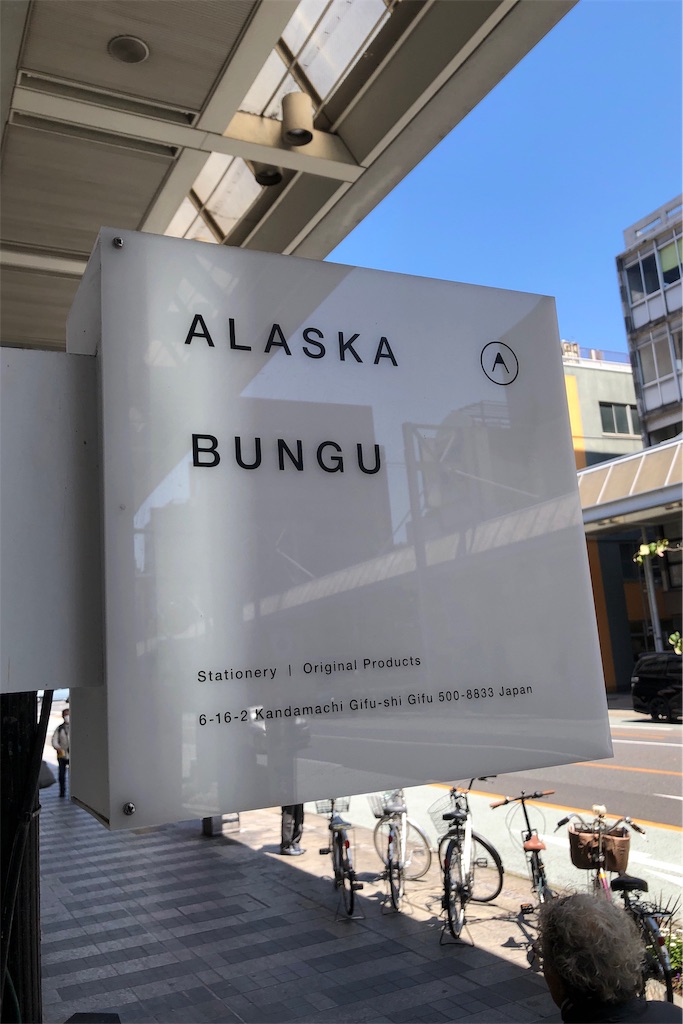 ALASKA
A
BUNGU
Stationery | Original Products
6-16-2 Kandamachi Gifu-shi Gifu 500-8833 Japan